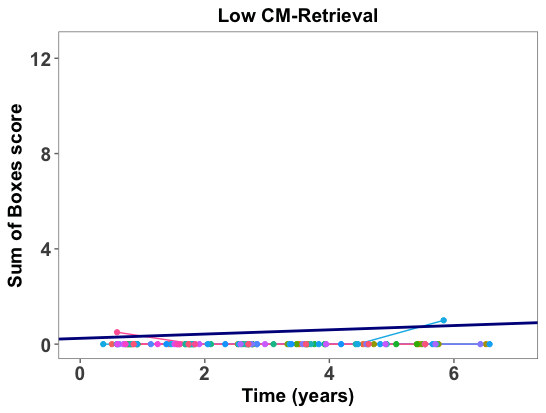 Low CM-Retrieval
12
8
4
0
Sum of Boxes score
0 2 4 6
Time (years)